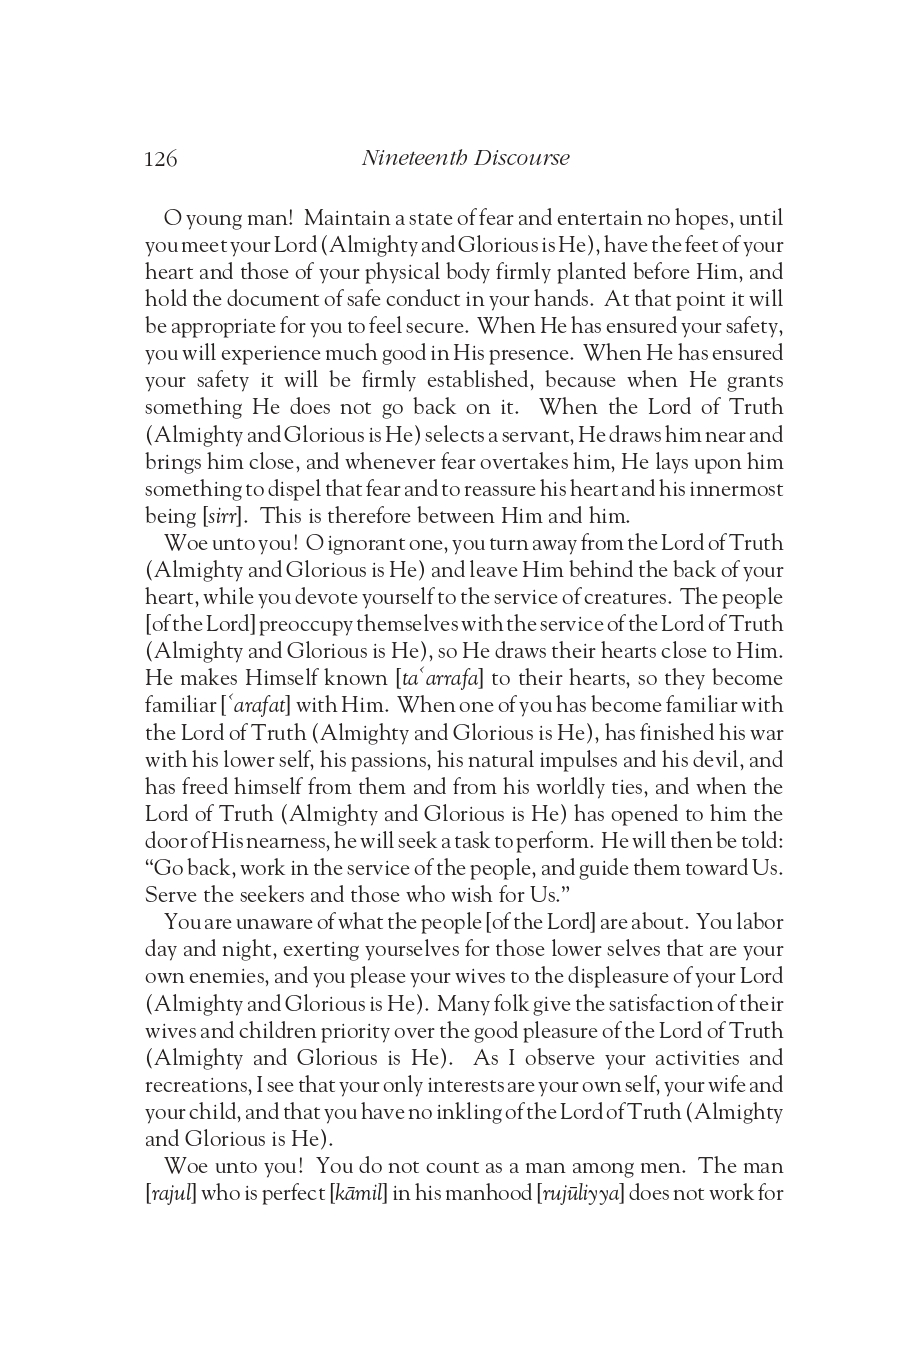 126
Nineteenth Discourse
O young man! Maintain a state of fear and entertain no hopes, until
you meet your Lord (Almighty and Glorious is He), have the feet of your
heart and those of your physical body firmly planted before Him, and
hold the document of safe conduct in your hands. At that point it will
be appropriate for you to feel secure. When He has ensured your safety,
you will experience much good in His presence. When He has ensured
your safety it will be firmly established, because when He grants
something He does not go back on it. When the Lord of Truth
(Almighty and Glorious is He) selects a servant, He draws him near and
brings him close, and whenever fear overtakes him, He lays upon him
something to dispel that fear and to reassure his heart and his innermost
being [sirr]. This is therefore between Him and him.
Woe unto you! O ignorant one, you turn away from the Lord of Truth
(Almighty and Glorious is He) and leave Him behind the back of your
heart, while you devote yourself to the service of creatures. The people
[of the Lord] preoccupy themselves with the service of the Lord of Truth
(Almighty and Glorious is He), so He draws their hearts close to Him.
He makes Himself known [taʿarrafa] to their hearts, so they become
familiar [ʿarafat] with Him. When one of you has become familiar with
the Lord of Truth (Almighty and Glorious is He), has finished his war
with his lower self, his passions, his natural impulses and his devil, and
has freed himself from them and from his worldly ties, and when the
Lord of Truth (Almighty and Glorious is He) has opened to him the
door of His nearness, he will seek a task to perform. He will then be told:
“Go back, work in the service of the people, and guide them toward Us.
Serve the seekers and those who wish for Us.”
You are unaware of what the people [of the Lord] are about. You labor
day and night, exerting yourselves for those lower selves that are your
own enemies, and you please your wives to the displeasure of your Lord
(Almighty and Glorious is He). Many folk give the satisfaction of their
wives and children priority over the good pleasure of the Lord of Truth
(Almighty and Glorious is He). As I observe your activities and
recreations, I see that your only interests are your own self, your wife and
your child, and that you have no inkling of the Lord of Truth (Almighty
and Glorious is He).
Woe unto you! You do not count as a man among men. The man
[rajul] who is perfect [kāmil] in his manhood [rujūliyya] does not work for